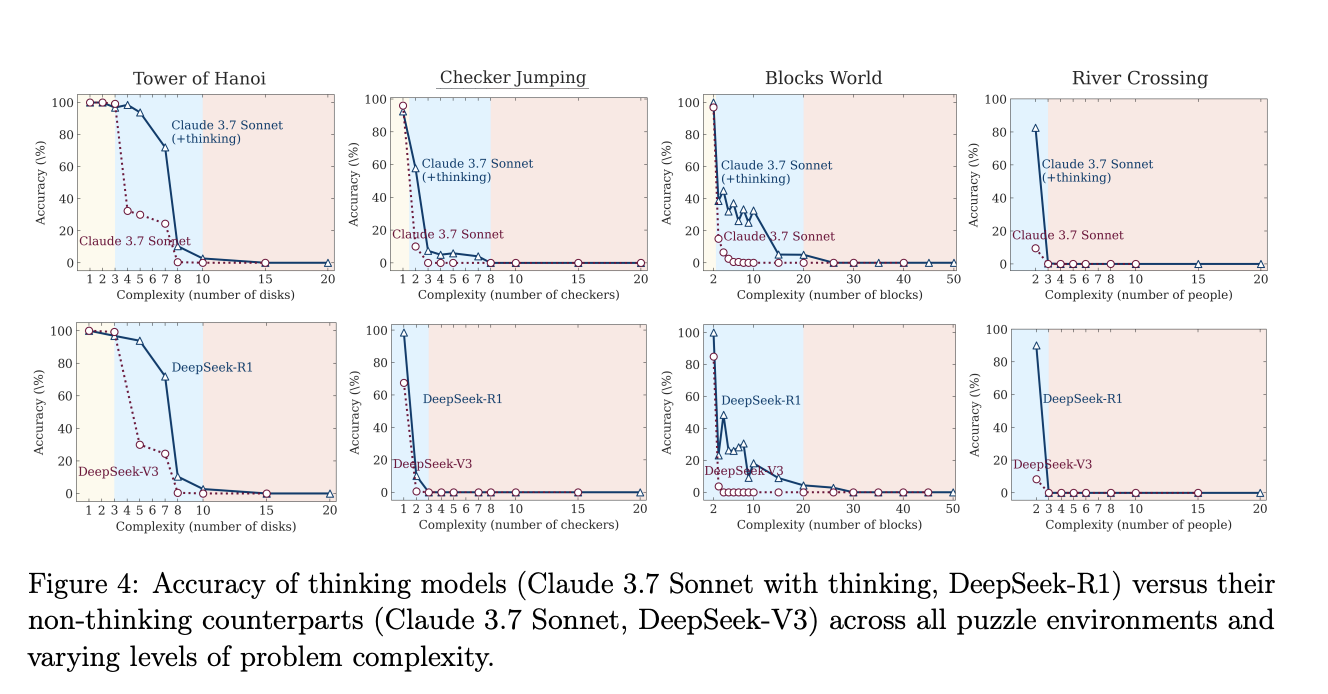 Tower of Hanoi
Checker Jumping
Blocks World
River Crossing
Accuracy (\%)
100
80
60
40
20
0
Claude 3.7 Sonnet
(+thinking)
Claude 3.7 Sonnet
1 2 3 4 5 6 7 8 10 15 20
Complexity (number of disks)
Accuracy (\%)
100
80
60
40
20
0
Claude 3.7 Sonnet
(+thinking)
Claude 3.7 Sonnet
1 2 3 4 5 6 7 8 10 15 20
Complexity (number of checkers)
Accuracy (\%)
100
80
60
40
20
0
Claude 3.7 Sonnet
(+thinking)
Claude 3.7 Sonnet
2 10 20 30 40 50
Complexity (number of blocks)
Accuracy (\%)
100
80
60
40
20
0
Claude 3.7 Sonnet
(+thinking)
Claude 3.7 Sonnet
2 3 4 5 6 7 8 10 15 20
Complexity (number of people)
Accuracy (\%)
100
80
60
40
20
0
DeepSeek-R1
DeepSeek-V3
1 2 3 4 5 6 7 8 10 15 20
Complexity (number of disks)
Accuracy (\%)
100
80
60
40
20
0
DeepSeek-R1
DeepSeek-V3
1 2 3 4 5 6 7 8 10 15 20
Complexity (number of checkers)
Accuracy (\%)
100
80
60
40
20
0
DeepSeek-R1
DeepSeek-V3
2 10 20 30 40 50
Complexity (number of blocks)
Accuracy (\%)
100
80
60
40
20
0
DeepSeek-R1
DeepSeek-V3
2 3 4 5 6 7 8 10 15 20
Complexity (number of people)
Figure 4: Accuracy of thinking models (Claude 3.7 Sonnet with thinking, DeepSeek-R1) versus their
non-thinking counterparts (Claude 3.7 Sonnet, DeepSeek-V3) across all puzzle environments and
varying levels of problem complexity.